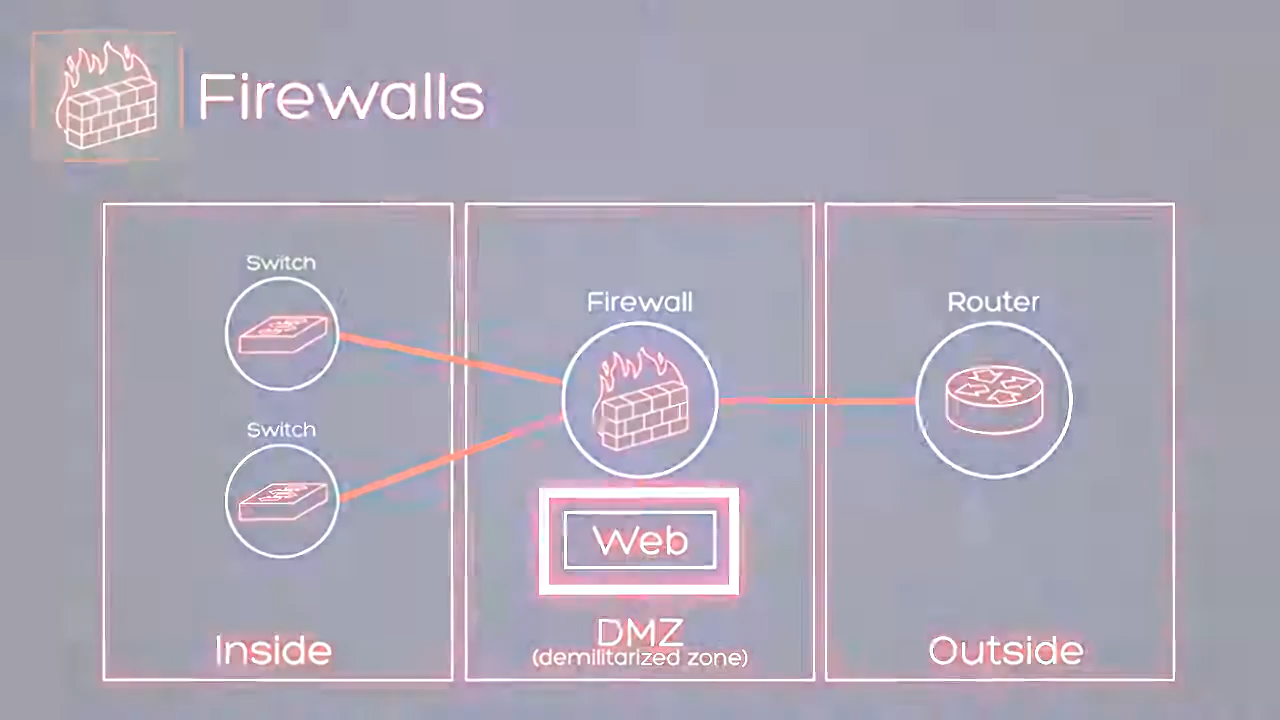 Firewalls
Switch
Switch
Inside
Firewall
Web
DMZ
(demilitarized zone)
Router
Outside